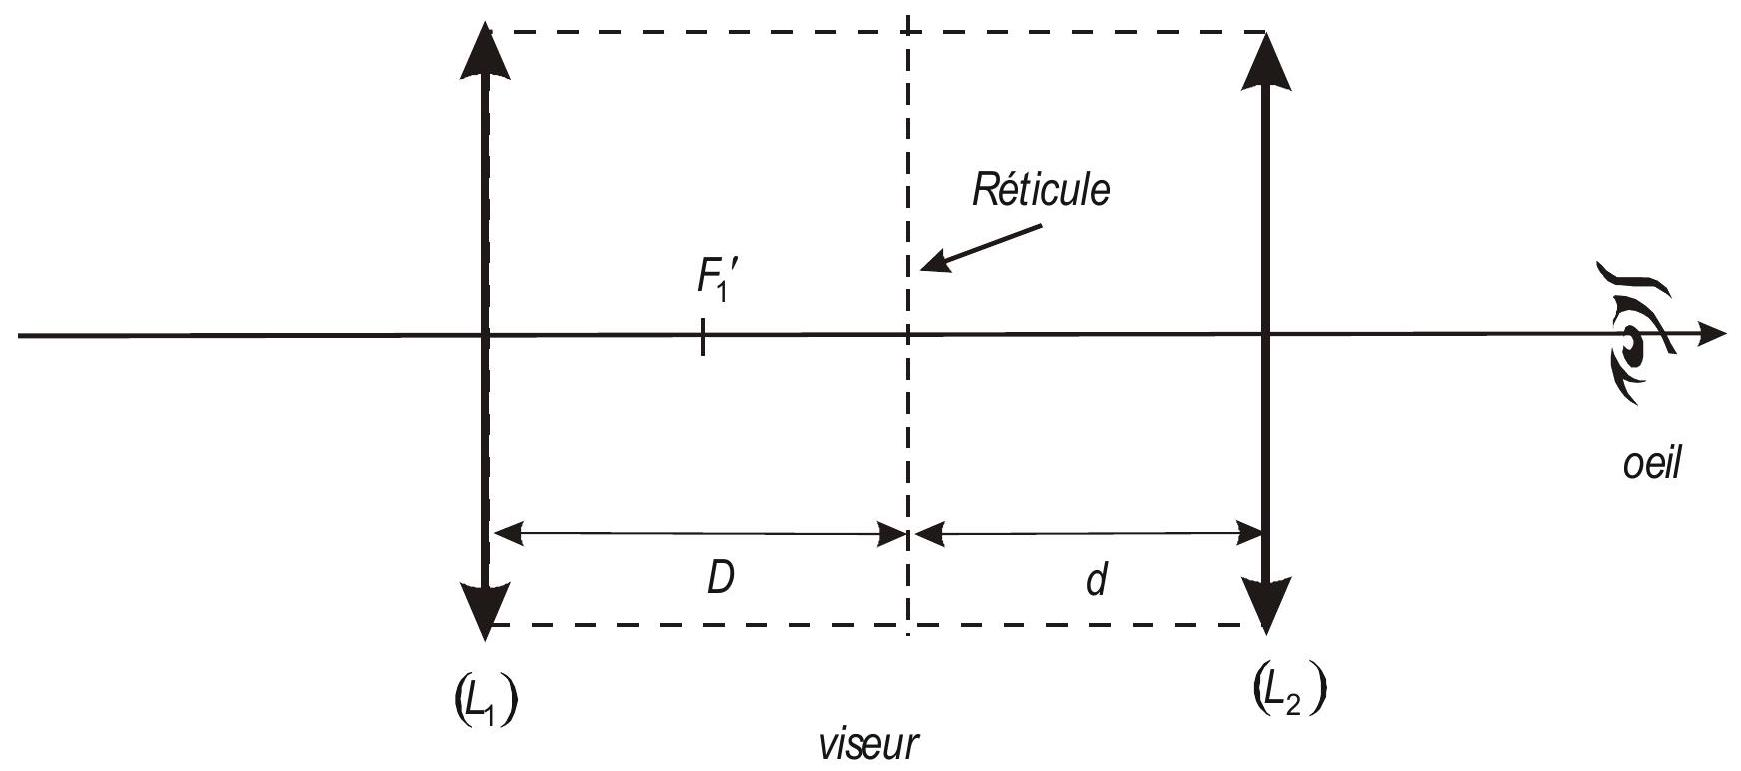 Réticule
F₁′
oeil
D
d
(L₁)
(L₂)
viseur